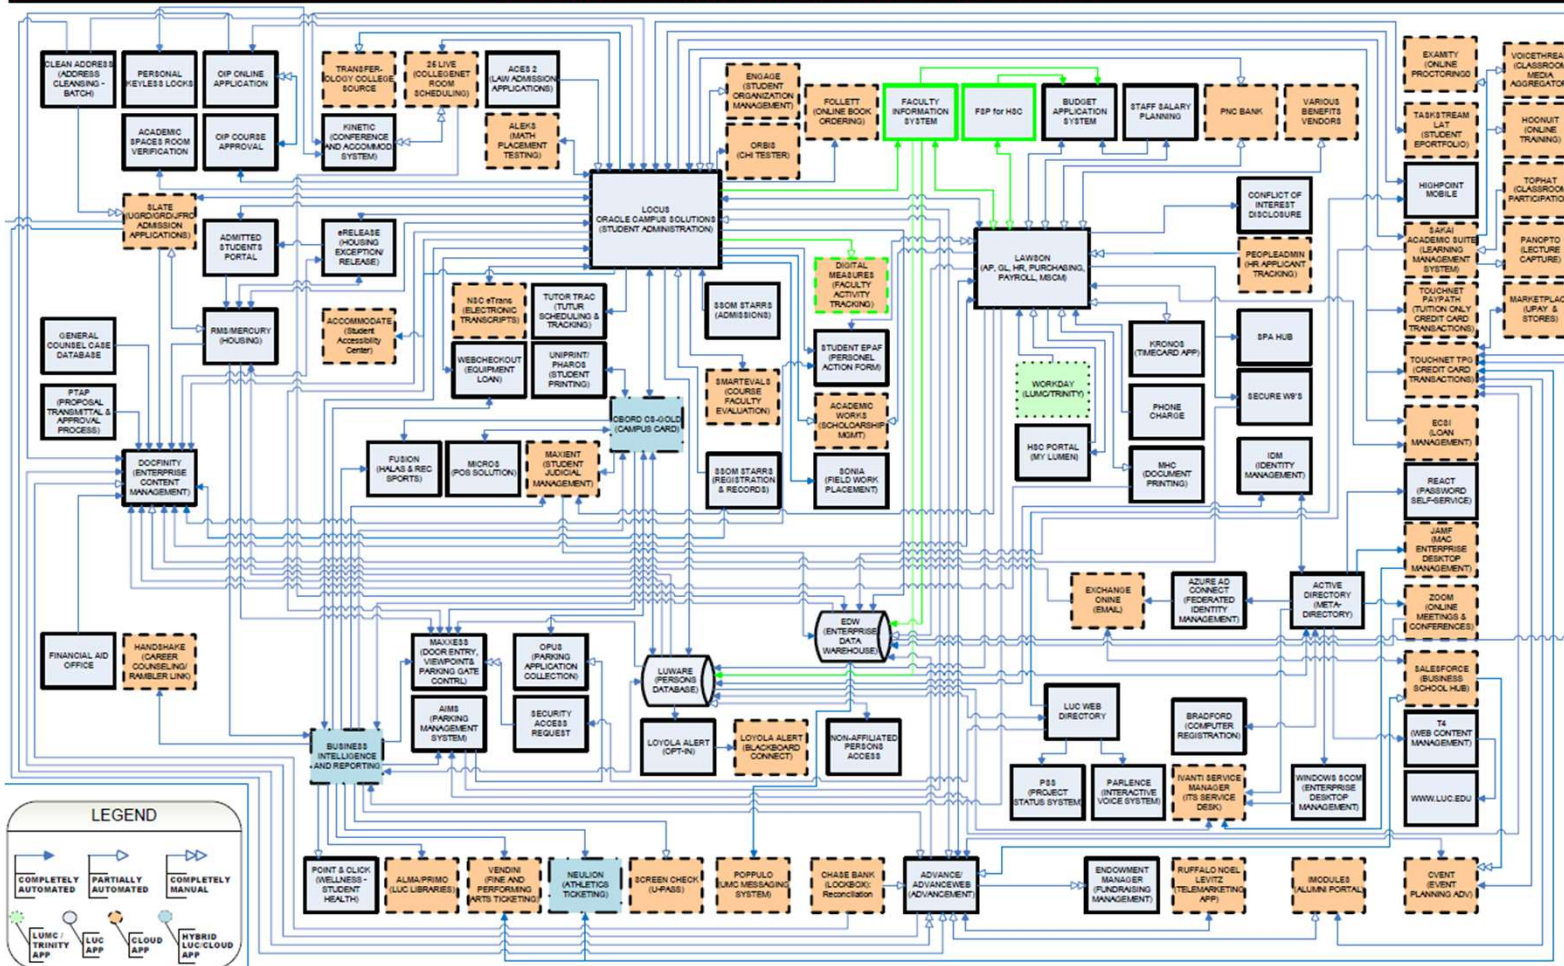 CLEAN ADDRESS
(ADDRESS
CLEANSING -
BATCH)
PERSONAL
KEYLESS LOCKS
OIP ONLINE
APPLICATION
TRANSFER-
OLOGY COLLEGE
SOURCE
25 LIVE
(COLLEGENET
ROOM
SCHEDULING)
ACES 2
(LAW ADMISSION
APPLICATIONS)
ENGAGE
(STUDENT
ORGANIZATION
MANAGEMENT)
FOLLETT
(ONLINE BOOK
ORDERING)
FACULTY
INFORMATION
SYSTEM
FSP for HSC
BUDGET
APPLICATION
SYSTEM
STAFF SALARY
PLANNING
PNC BANK
VARIOUS
BENEFITS
VENDORS
EXAMITY
(ONLINE
PROCTORING)
VOICETHREA
(CLASSROOM
MEDIA
AGGREGATOR
ACADEMIC
SPACES ROOM
VERIFICATION
OIP COURSE
APPROVAL
KINETIC
(CONFERENCE
AND ACCOMMOD
SYSTEM)
ALEKS
(MATH
PLACEMENT
TESTING)
ORBIS
(CHI TESTER)
TASKSTREAM
LAT
(STUDENT
EPORTFOLIO)
HOONUIT
(ONLINE
TRAINING)
SLATE
(UGRD/GRD/JFRC
ADMISSION
APPLICATIONS)
ADMITTED
STUDENTS
PORTAL
eRELEASE
(HOUSING
EXCEPTION/
RELEASE)
LOCUS
ORACLE CAMPUS SOLUTIONS
(STUDENT ADMINISTRATION)
LAWSON
(AP, GL, HR, PURCHASING,
PAYROLL, MSCM)
CONFLICT OF
INTEREST
DISCLOSURE
HIGHPOINT
MOBILE
TOPHAT
(CLASSROOM
PARTICIPATIO
PEOPLEADMIN
(HR APPLICANT
TRACKING)
SAKAI
ACADEMIC SUITE
(LEARNING
MANAGEMENT
SYSTEM)
PANOPTO
(LECTURE
CAPTURE)
GENERAL
COUNSEL CASE
DATABASE
RMS/MERCURY
(HOUSING)
ACCOMMODATE
(Student
Accessibility
Center)
NSC eTrans
(ELECTRONIC
TRANSCRIPTS)
TUTOR TRAC
(TUTUR
SCHEDULING &
TRACKING)
SSOM STARRS
(ADMISSIONS)
DIGITAL
MEASURES
(FACULTY
ACTIVITY
TRACKING)
TOUCHNET
PAYPATH
(TUITION ONLY
CREDIT CARD
TRANSACTIONS)
MARKETPLAC
(UPAY &
STORES)
PTAP
(PROPOSAL
TRANSMITTAL &
APPROVAL
PROCESS)
WEBCHECKOUT
(EQUIPMENT
LOAN)
UNIPRINT/
PHAROS
(STUDENT
PRINTING)
STUDENT EPAF
(PERSONEL
ACTION FORM)
KRONOS
(TIMECARD APP)
SPA HUB
TOUCHNET TPG
(CREDIT CARD
TRANSACTIONS)
CBORD CS-GOLD
(CAMPUS CARD)
SMARTEVALS
(COURSE
FACULTY
EVALUATION)
ACADEMIC
WORKS
(SCHOLOARSHIP
MGMT)
WORKDAY
(LUMC/TRINITY)
PHONE
CHARGE
SECURE W9'S
ECSI
(LOAN
MANAGEMENT)
DOCFINITY
(ENTERPRISE
CONTENT
MANAGEMENT)
FUSION
(HALAS & REC
SPORTS)
MICROS
(POS SOLUTION)
MAXIENT
(STUDENT
JUDICIAL
MANAGEMENT)
SSOM STARRS
(REGISTRATION
& RECORDS)
SONIA
(FIELD WORK
PLACEMENT)
HSC PORTAL
(MY LUMEN)
MHC
(DOCUMENT
PRINTING)
IDM
(IDENTITY
MANAGEMENT)
REACT
(PASSWORD
SELF-SERVICE)
JAMF
(MAC
ENTERPRISE
DESKTOP
MANAGEMENT)
EXCHANGE
ONINE
(EMAIL)
AZURE AD
CONNECT
(FEDERATED
IDENTITY
MANAGEMENT)
ACTIVE
DIRECTORY
(META-
DIRECTORY)
ZOOM
(ONLINE
MEETINGS &
CONFERENCES)
FINANCIAL AID
OFFICE
HANDSHAKE
(CAREER
COUNSELING/
RAMBLER LINK)
MAXXESS
(DOOR ENTRY,
VIEWPOINT&
PARKING GATE
CONTRL)
OPUS
(PARKING
APPLICATION
COLLECTION)
LUWARE
(PERSONS
DATABASE)
EDW
(ENTERPRISE
DATA
WAREHOUSE)
SALESFORCE
(BUSINESS
SCHOOL HUB)
AIMS
(PARKING
MANAGEMENT
SYSTEM)
SECURITY
ACCESS
REQUEST
LUC WEB
DIRECTORY
BRADFORD
(COMPUTER
REGISTRATION)
T4
(WEB CONTENT
MANAGEMENT)
BUSINESS
INTELLIGENCE
AND REPORTING
LOYOLA ALERT
(OPT-IN)
LOYOLA ALERT
(BLACKBOARD
CONNECT)
NON-AFFILIATED
PERSONS
ACCESS
PSS
(PROJECT
STATUS SYSTEM)
PARLENCE
(INTERACTIVE
VOICE SYSTEM)
IVANTI SERVICE
MANAGER
(ITS SERVICE
DESK)
WINDOWS SCCM
(ENTERPRISE
DESKTOP
MANAGEMENT)
WWW.LUC.EDU
LEGEND
COMPLETELY
AUTOMATED
PARTIALLY
AUTOMATED
COMPLETELY
MANUAL
LUMC /
TRINITY
APP
LUC
APP
CLOUD
APP
HYBRID
LUC/CLOUD
APP
POINT & CLICK
(WELLNESS -
STUDENT
HEALTH)
ALMA/PRIMO
(LUC LIBRARIES)
VENDINI
(FINE AND
PERFORMING
ARTS TICKETING)
NEULION
(ATHLETICS
TICKETING)
SCREEN CHECK
(U-PASS)
POPPULO
(UMC MESSAGING
SYSTEM)
CHASE BANK
(LOCKBOX)
Reconciliation
ADVANCE/
ADVANCEWEB
(ADVANCEMENT)
ENDOWMENT
MANAGER
(FUNDRAISING
MANAGEMENT)
RUFFALO NOEL
LEVITZ
(TELEMARKETING
APP)
IMODULES
(ALUMNI PORTAL)
CVENT
(EVENT
PLANNING ADV)